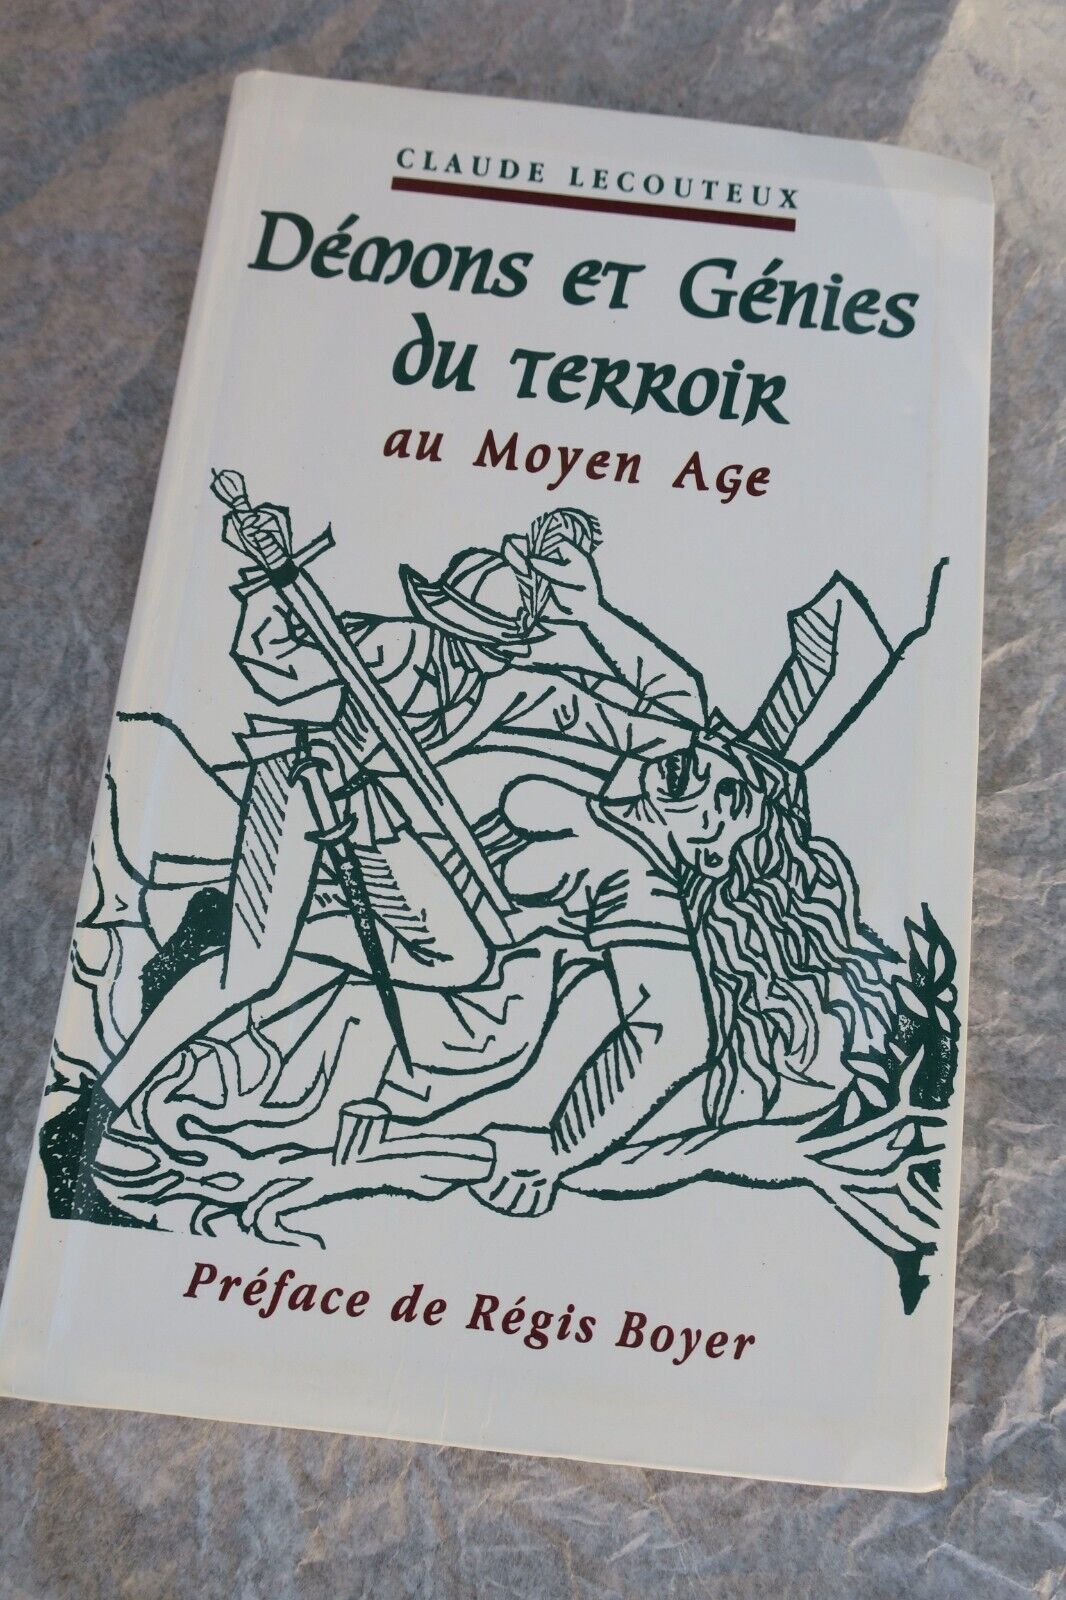 CLAUDE LECOUTEUX
Démons et Génies
du terroir
au Moyen Age
Préface de Régis Boyer